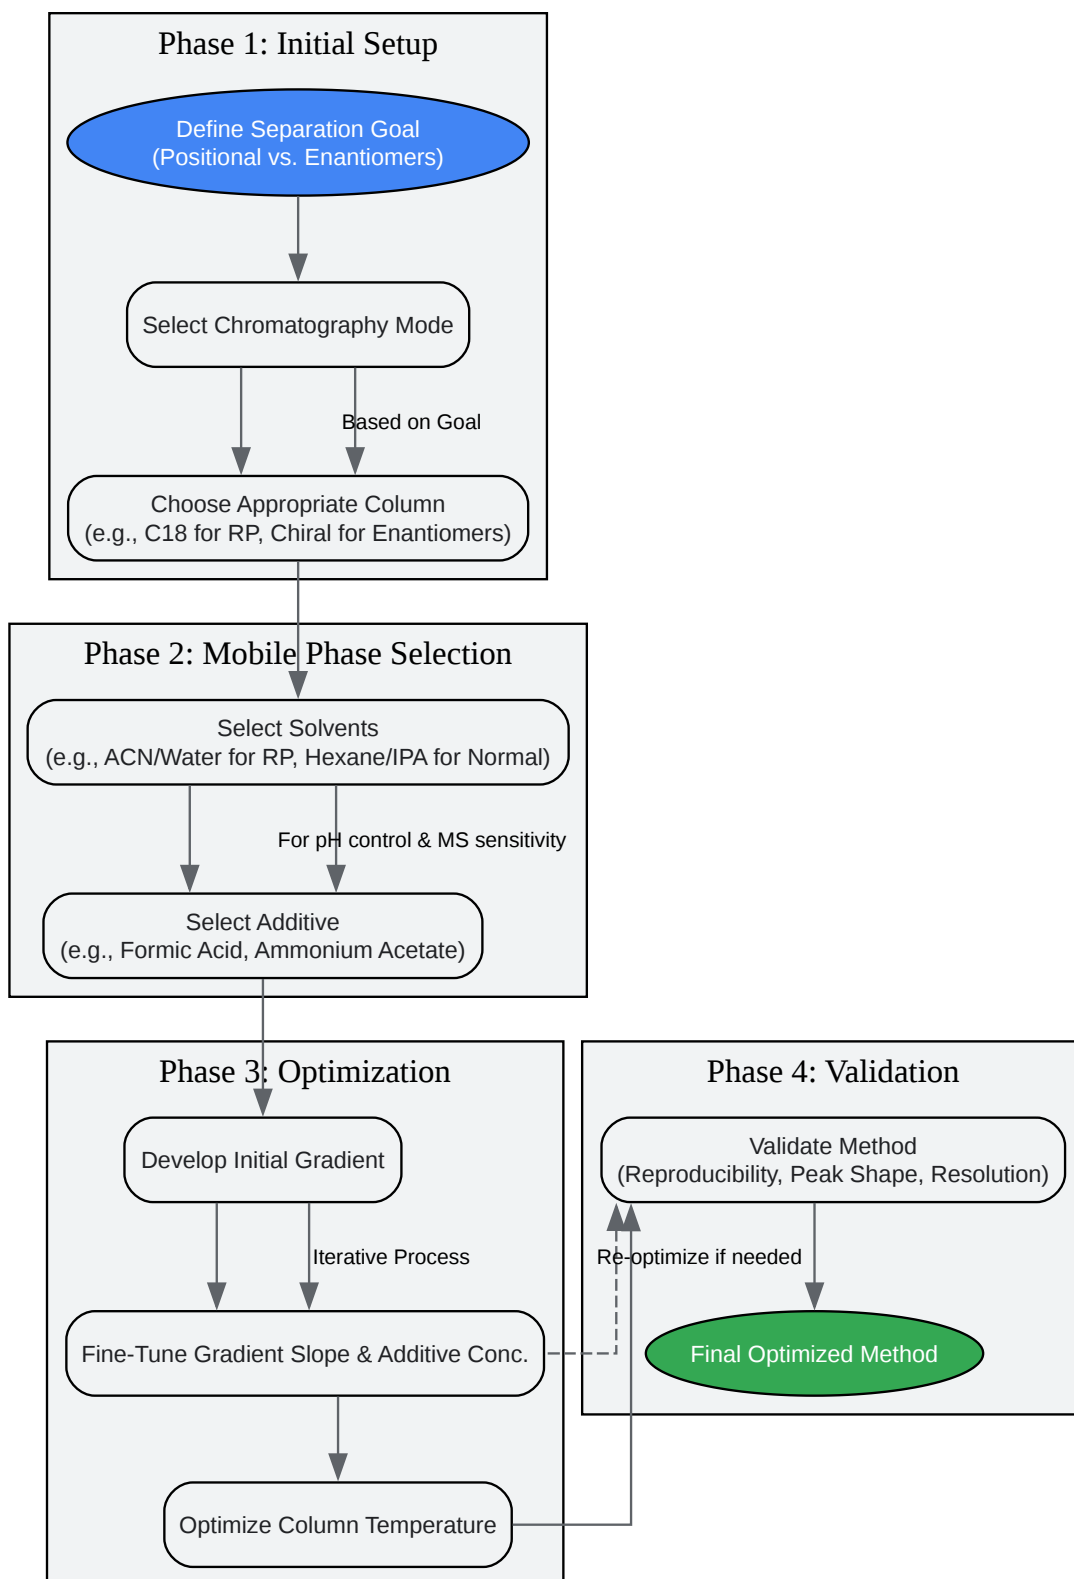 Phase 1: Initial Setup
Define Separation Goal
(Positional vs. Enantiomers)
Select Chromatography Mode
Based on Goal
Choose Appropriate Column
(e.g., C18 for RP, Chiral for Enantiomers)
Phase 2: Mobile Phase Selection
Select Solvents
(e.g., ACN/Water for RP, Hexane/IPA for Normal)
For pH control & MS sensitivity
Select Additive
(e.g., Formic Acid, Ammonium Acetate)
Phase 3: Optimization
Develop Initial Gradient
Iterative Process
Fine-Tune Gradient Slope & Additive Conc.
Optimize Column Temperature
Phase 4: Validation
Validate Method
(Reproducibility, Peak Shape, Resolution)
Re-optimize if needed
Final Optimized Method